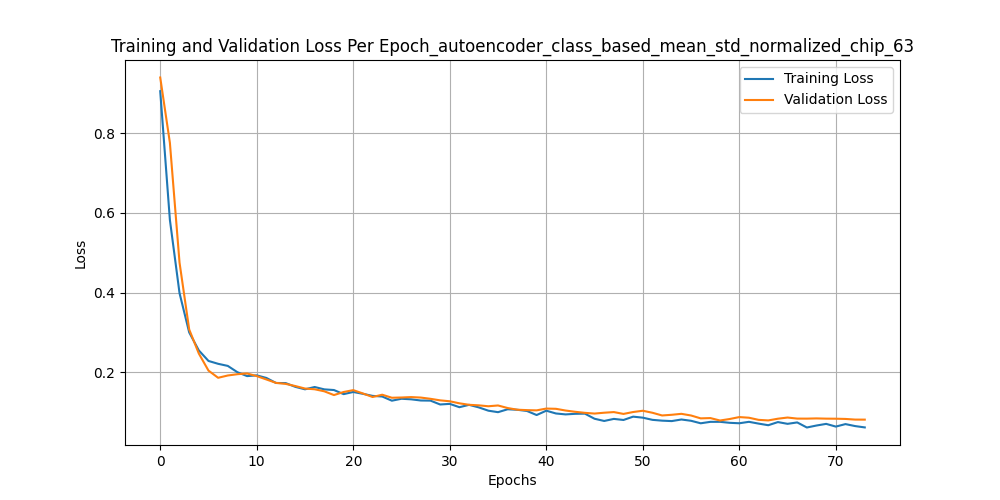 Training and Validation Loss Per Epoch_autoencoder_class_based_mean_std_normalized_chip_63
Training Loss
Validation Loss
0.8
0.6
0.4
0.2
Loss
0 10 20 30 40 50 60 70
Epochs